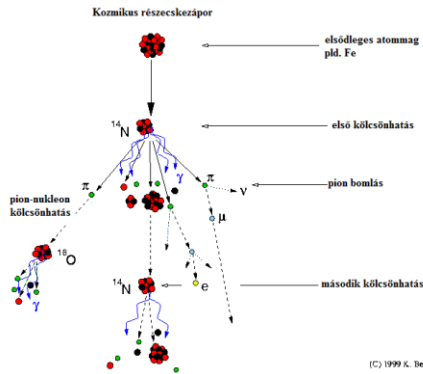 Kozmikus részecskezápor
elsődleges atommag
pld. Fe
14N
első kölcsönhatás
γ
π
π
ν
pion bomlás
pion-nukleon
kölcsönhatás
μ
18O
14N
e
második kölcsönhatás
γ
(C) 1999 K. Be